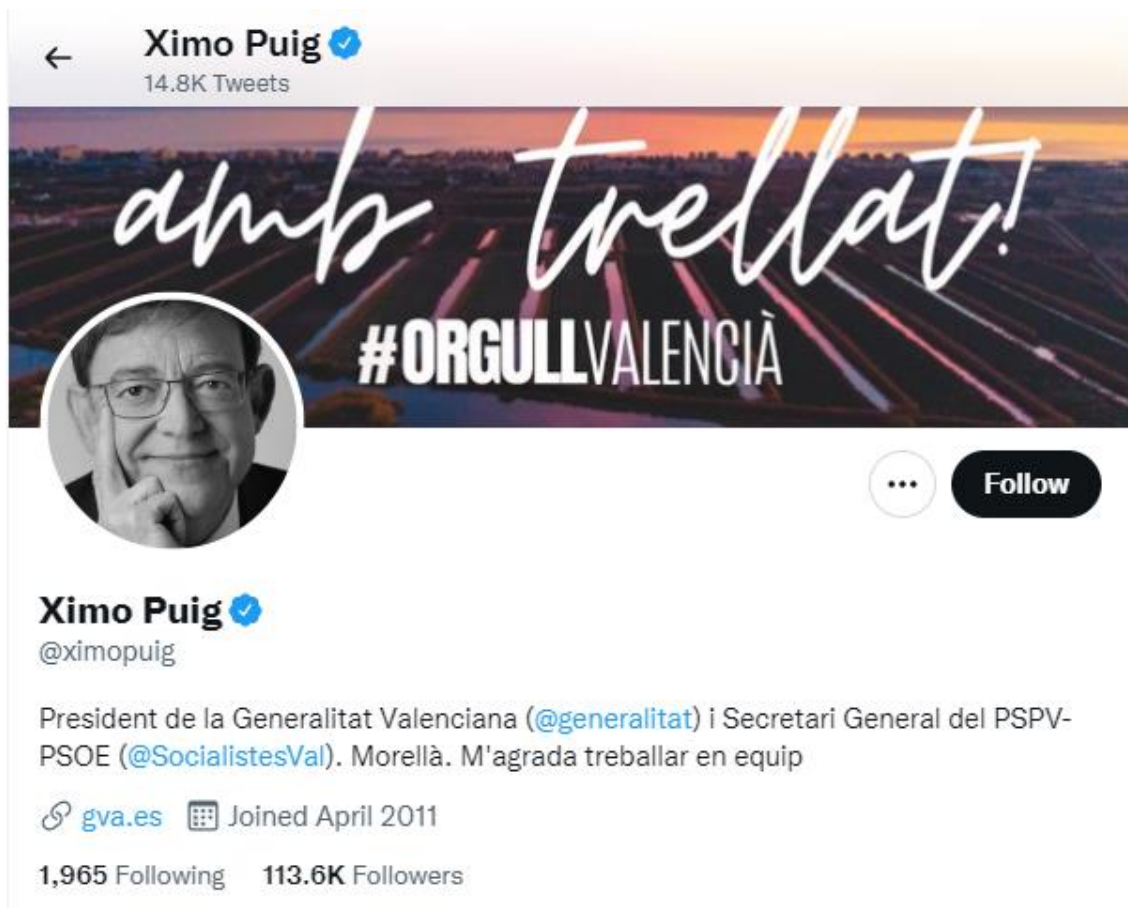 Ximo Puig
14.8K Tweets
amb trellat!
#ORGULLVALENCIÀ
Follow
Ximo Puig
@ximopuig
President de la Generalitat Valenciana (@generalitat) i Secretari General del PSPV-
PSOE (@SocialistesVal). Morellà. M'agrada treballar en equip
gva.es Joined April 2011
1,965 Following 113.6K Followers